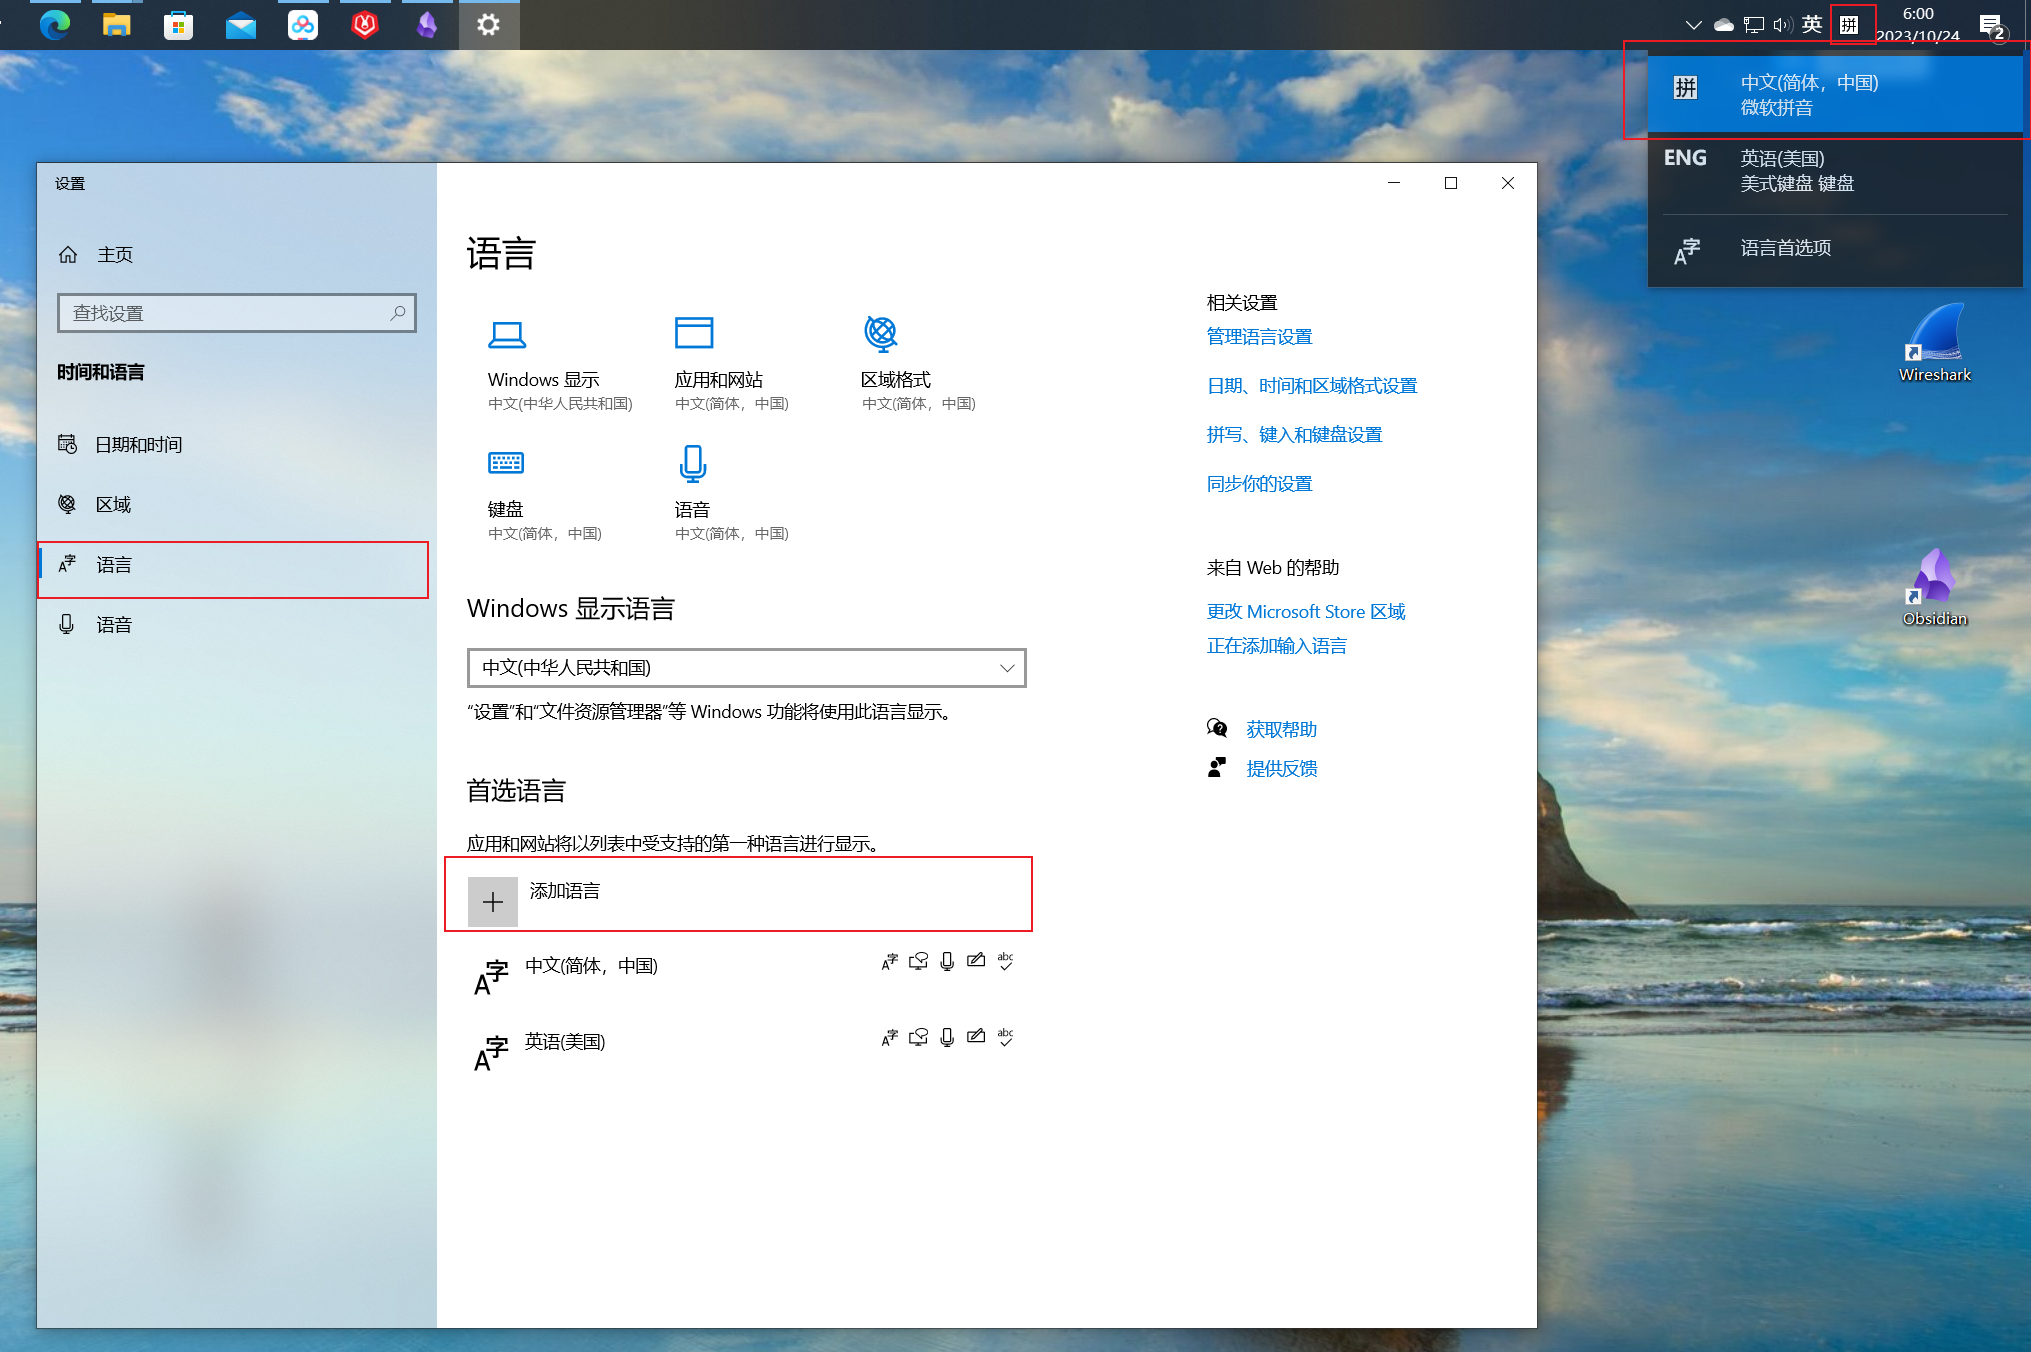 英
拼
6:00
2023/10/24
2
拼
中文(简体，中国)
微软拼音
ENG
英语(美国)
美式键盘 键盘
语言首选项
Wireshark
Obsidian
设置
主页
查找设置
时间和语言
日期和时间
区域
语言
语音
语言
Windows 显示
中文(中华人民共和国)
应用和网站
中文(简体，中国)
区域格式
中文(简体，中国)
键盘
中文(简体，中国)
语音
中文(简体，中国)
Windows 显示语言
中文(中华人民共和国)
“设置”和“文件资源管理器”等 Windows 功能将使用此语言显示。
首选语言
应用和网站将以列表中受支持的第一种语言进行显示。
添加语言
中文(简体，中国)
英语(美国)
相关设置
管理语言设置
日期、时间和区域格式设置
拼写、键入和键盘设置
同步你的设置
来自 Web 的帮助
更改 Microsoft Store 区域
正在添加输入语言
获取帮助
提供反馈